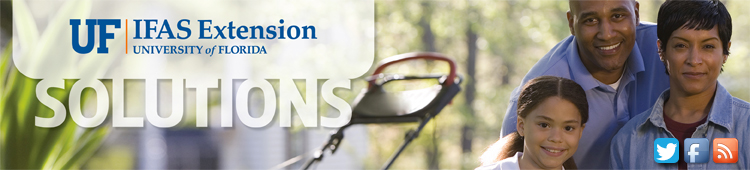 UF IFAS Extension
UNIVERSITY of FLORIDA
SOLUTIONS